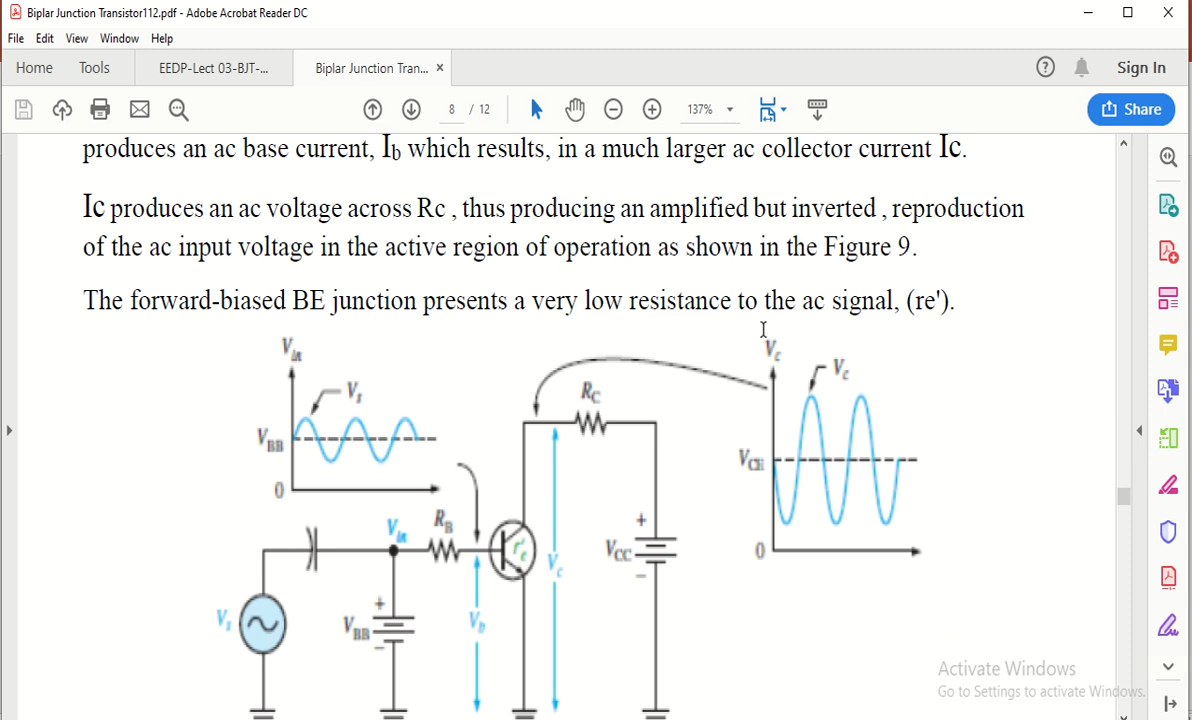 Biplar Junction Transistor112.pdf - Adobe Acrobat Reader DC
File Edit View Window Help
Home Tools EEDP-Lect 03-BJT-... Biplar Junction Tran... ×
Sign In
8 / 12
137%
Share
produces an ac base current, Ib which results, in a much larger ac collector current Ic.
Ic produces an ac voltage across Rc , thus producing an amplified but inverted , reproduction
of the ac input voltage in the active region of operation as shown in the Figure 9.
The forward-biased BE junction presents a very low resistance to the ac signal, (re').
Vin
Vs
VBB
0
Vc
Vc
VCE
0
RC
Vin
RB
r'e
Vc
+
VCC
−
Vs
+
VBB
−
Vb
Activate Windows
Go to Settings to activate Windows.